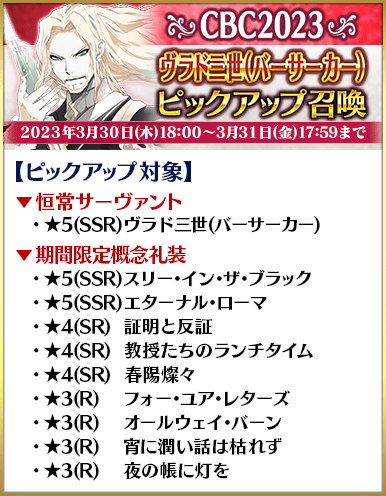 CBC2023
ヴラド三世(バーサーカー)
ピックアップ召喚
2023年3月30日(木)18:00～3月31日(金)17:59まで
【ピックアップ対象】
▼恒常サーヴァント
・★5(SSR)ヴラド三世(バーサーカー)
▼期間限定概念礼装
・★5(SSR)スリー・イン・ザ・ブラック
・★5(SSR)エターナル・ローマ
・★4(SR) 証明と反証
・★4(SR) 教授たちのランチタイム
・★4(SR) 春陽燦々
・★3(R) フォー・ユア・レターズ
・★3(R) オールウェイ・バーン
・★3(R) 宵に潤い話は枯れず
・★3(R) 夜の帳に灯を